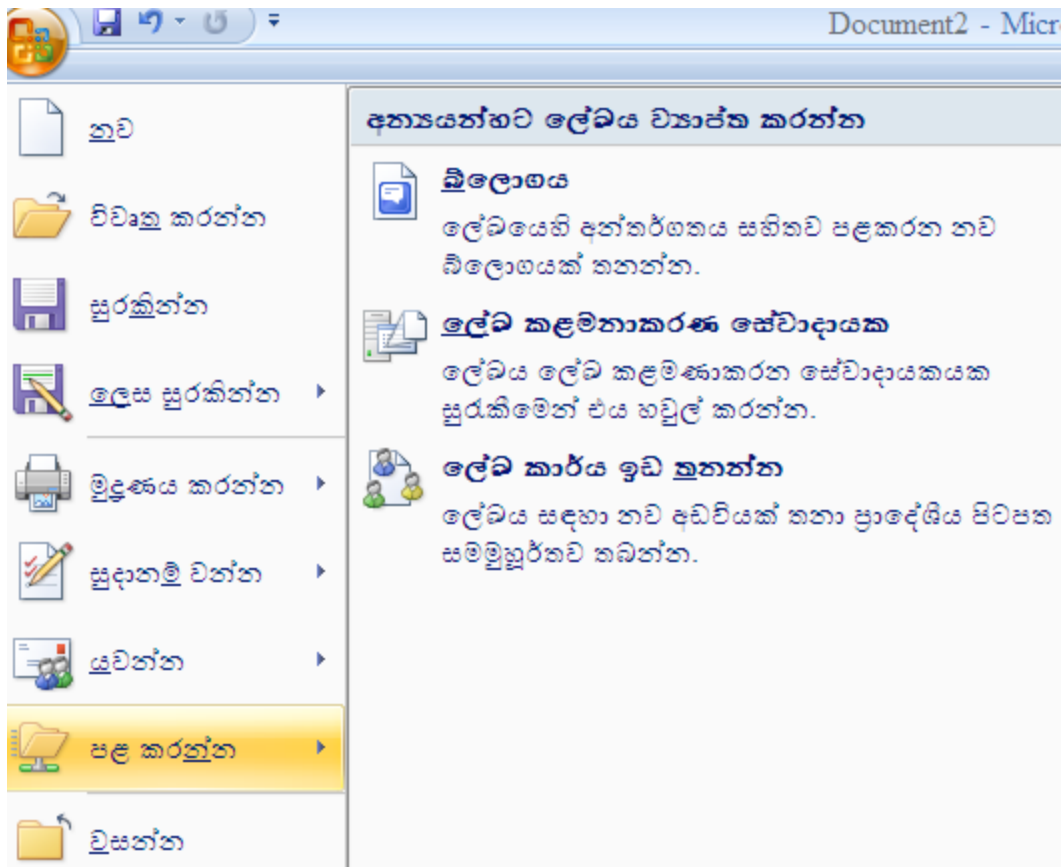 Document2 - Micr
නව
විවෘත කරන්න
සුරකින්න
ලෙස සුරකින්න
මුද්‍රණය කරන්න
සුදානම් වන්න
යවන්න
පළ කරන්න
වසන්න
අන්‍යයන්හට ලේඛය ව්‍යාප්ත කරන්න
බ්ලොගය
ලේඛයෙහි අන්තර්ගතය සහිතව පළකරන නව
බ්ලොගයක් තනන්න.
ලේඛ කළමනාකරණ සේවාදායක
ලේඛය ලේඛ කළමණාකරන සේවාදායකයක
සුරැකීමෙන් එය හවුල් කරන්න.
ලේඛ කාර්ය ඉඩ තනන්න
ලේඛය සඳහා නව අඩවියක් තනා ප්‍රාදේශීය පිටපත
සමමුහූර්තව තබන්න.